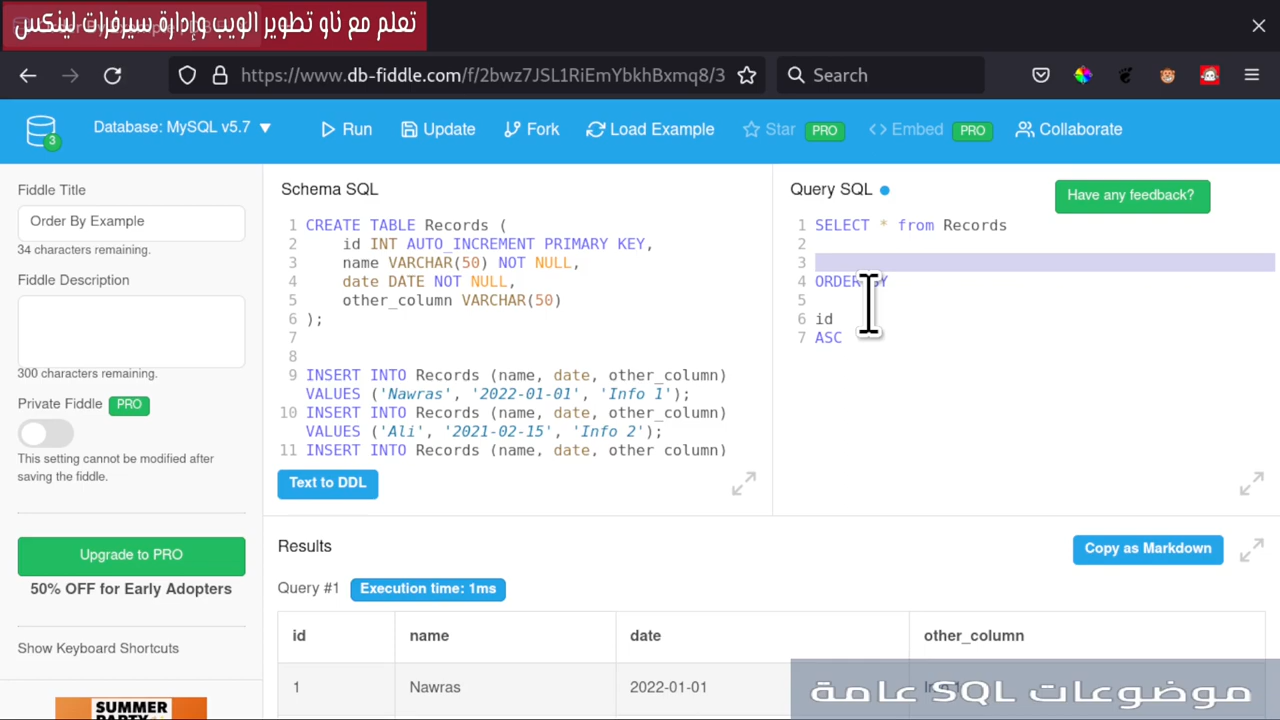 تعلم مع ناو تطوير الويب وإدارة سيرفرات لينكس
https://www.db-fiddle.com/f/2bwz7JSL1RiEmYbkhBxmq8/3
Search
3
Database: MySQL v5.7
Run
Update
Fork
Load Example
Star PRO
Embed PRO
Collaborate
Fiddle Title
Order By Example
34 characters remaining.
Fiddle Description
300 characters remaining.
Private Fiddle PRO
This setting cannot be modified after
saving the fiddle.
Upgrade to PRO
50% OFF for Early Adopters
Show Keyboard Shortcuts
SUMMER
PARTY
Schema SQL
1 CREATE TABLE Records (
2 id INT AUTO_INCREMENT PRIMARY KEY,
3 name VARCHAR(50) NOT NULL,
4 date DATE NOT NULL,
5 other_column VARCHAR(50)
6 );
7
8
9 INSERT INTO Records (name, date, other_column)
VALUES ('Nawras', '2022-01-01', 'Info 1');
10 INSERT INTO Records (name, date, other_column)
VALUES ('Ali', '2021-02-15', 'Info 2');
11 INSERT INTO Records (name, date, other_column)
Text to DDL
Query SQL
Have any feedback?
1 SELECT * from Records
2
3
4 ORDER BY
5
6 id
7 ASC
Results
Copy as Markdown
Query #1 Execution time: 1ms
id name date other_column
1 Nawras 2022-01-01
موضوعات SQL عامة